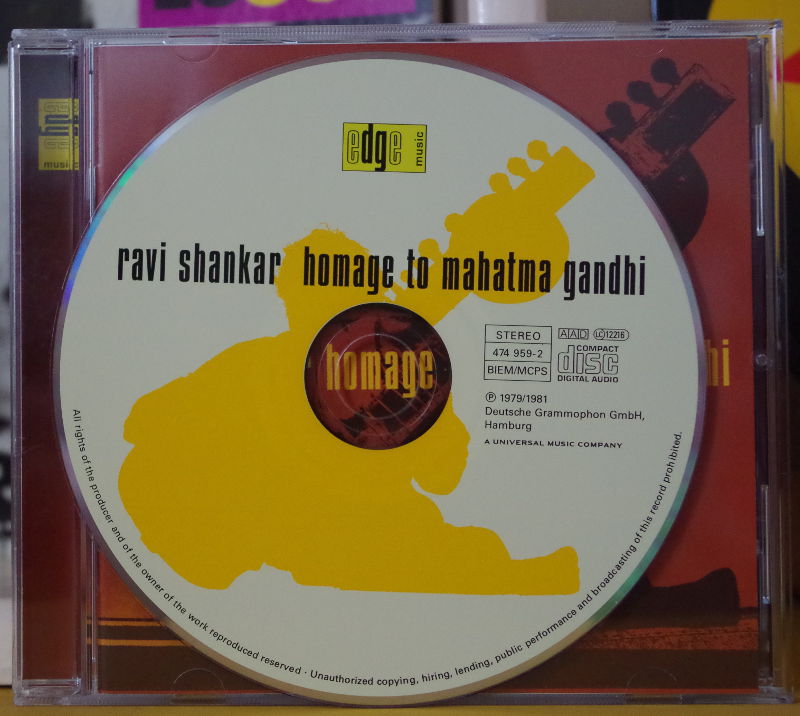 edge
music
edge
music
ravi shankar homage to mahatma gandhi
homage
STEREO
474 959-2
BIEM/MCPS
AAD LC 12216
COMPACT
disc
DIGITAL AUDIO
℗ 1979/1981
Deutsche Grammophon GmbH,
Hamburg
A UNIVERSAL MUSIC COMPANY
hi
All rights of the producer and of the owner of the work reproduced reserved · Unauthorized copying, hiring, lending, public performance and broadcasting of this record prohibited.